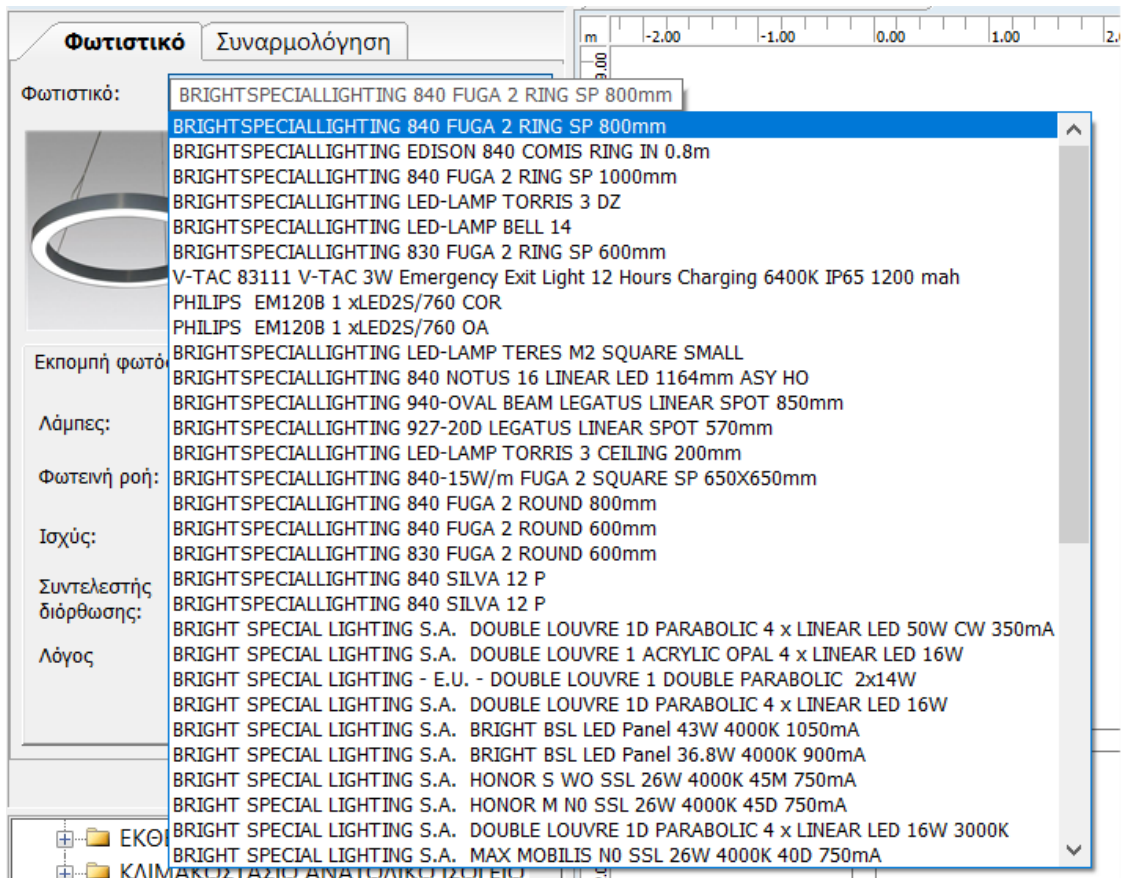 Φωτιστικό Συναρμολόγηση
m -2.00 -1.00 0.00 1.00
Φωτιστικό: BRIGHTSPECIALLIGHTING 840 FUGA 2 RING SP 800mm
BRIGHTSPECIALLIGHTING 840 FUGA 2 RING SP 800mm
BRIGHTSPECIALLIGHTING EDISON 840 COMIS RING IN 0.8m
BRIGHTSPECIALLIGHTING 840 FUGA 2 RING SP 1000mm
BRIGHTSPECIALLIGHTING LED-LAMP TORRIS 3 DZ
BRIGHTSPECIALLIGHTING LED-LAMP BELL 14
BRIGHTSPECIALLIGHTING 830 FUGA 2 RING SP 600mm
V-TAC 83111 V-TAC 3W Emergency Exit Light 12 Hours Charging 6400K IP65 1200 mah
PHILIPS  EM120B 1 xLED2S/760 COR
PHILIPS  EM120B 1 xLED2S/760 OA
BRIGHTSPECIALLIGHTING LED-LAMP TERES M2 SQUARE SMALL
Εκπομπή
BRIGHTSPECIALLIGHTING 840 NOTUS 16 LINEAR LED 1164mm ASY HO
BRIGHTSPECIALLIGHTING 940-OVAL BEAM LEGATUS LINEAR SPOT 850mm
Λάμπες:
BRIGHTSPECIALLIGHTING 927-20D LEGATUS LINEAR SPOT 570mm
BRIGHTSPECIALLIGHTING LED-LAMP TORRIS 3 CEILING 200mm
Φωτεινή ροή:
BRIGHTSPECIALLIGHTING 840-15W/m FUGA 2 SQUARE SP 650X650mm
BRIGHTSPECIALLIGHTING 840 FUGA 2 ROUND 800mm
BRIGHTSPECIALLIGHTING 840 FUGA 2 ROUND 600mm
Ισχύς:
BRIGHTSPECIALLIGHTING 830 FUGA 2 ROUND 600mm
BRIGHTSPECIALLIGHTING 840 SILVA 12 P
Συντελεστής
διόρθωσης:
BRIGHTSPECIALLIGHTING 840 SILVA 12 P
BRIGHT SPECIAL LIGHTING S.A.  DOUBLE LOUVRE 1D PARABOLIC 4 x LINEAR LED 50W CW 350mA
Λόγος
BRIGHT SPECIAL LIGHTING S.A.  DOUBLE LOUVRE 1 ACRYLIC OPAL 4 x LINEAR LED 16W
BRIGHT SPECIAL LIGHTING - E.U. - DOUBLE LOUVRE 1 DOUBLE PARABOLIC  2x14W
BRIGHT SPECIAL LIGHTING S.A.  DOUBLE LOUVRE 1D PARABOLIC 4 x LINEAR LED 16W
BRIGHT SPECIAL LIGHTING S.A.  BRIGHT BSL LED Panel 43W 4000K 1050mA
BRIGHT SPECIAL LIGHTING S.A.  BRIGHT BSL LED Panel 36.8W 4000K 900mA
BRIGHT SPECIAL LIGHTING S.A.  HONOR S WO SSL 26W 4000K 45M 750mA
BRIGHT SPECIAL LIGHTING S.A.  HONOR M N0 SSL 26W 4000K 45D 750mA
BRIGHT SPECIAL LIGHTING S.A.  DOUBLE LOUVRE 1D PARABOLIC 4 x LINEAR LED 16W 3000K
BRIGHT SPECIAL LIGHTING S.A.  MAX MOBILIS N0 SSL 26W 4000K 40D 750mA
ΚΛΙΜΑΚΟΣΤΑΣΙΟ ΑΝΑΤΟΛΙΚΟ ΙΣΟΓΕΙΟ